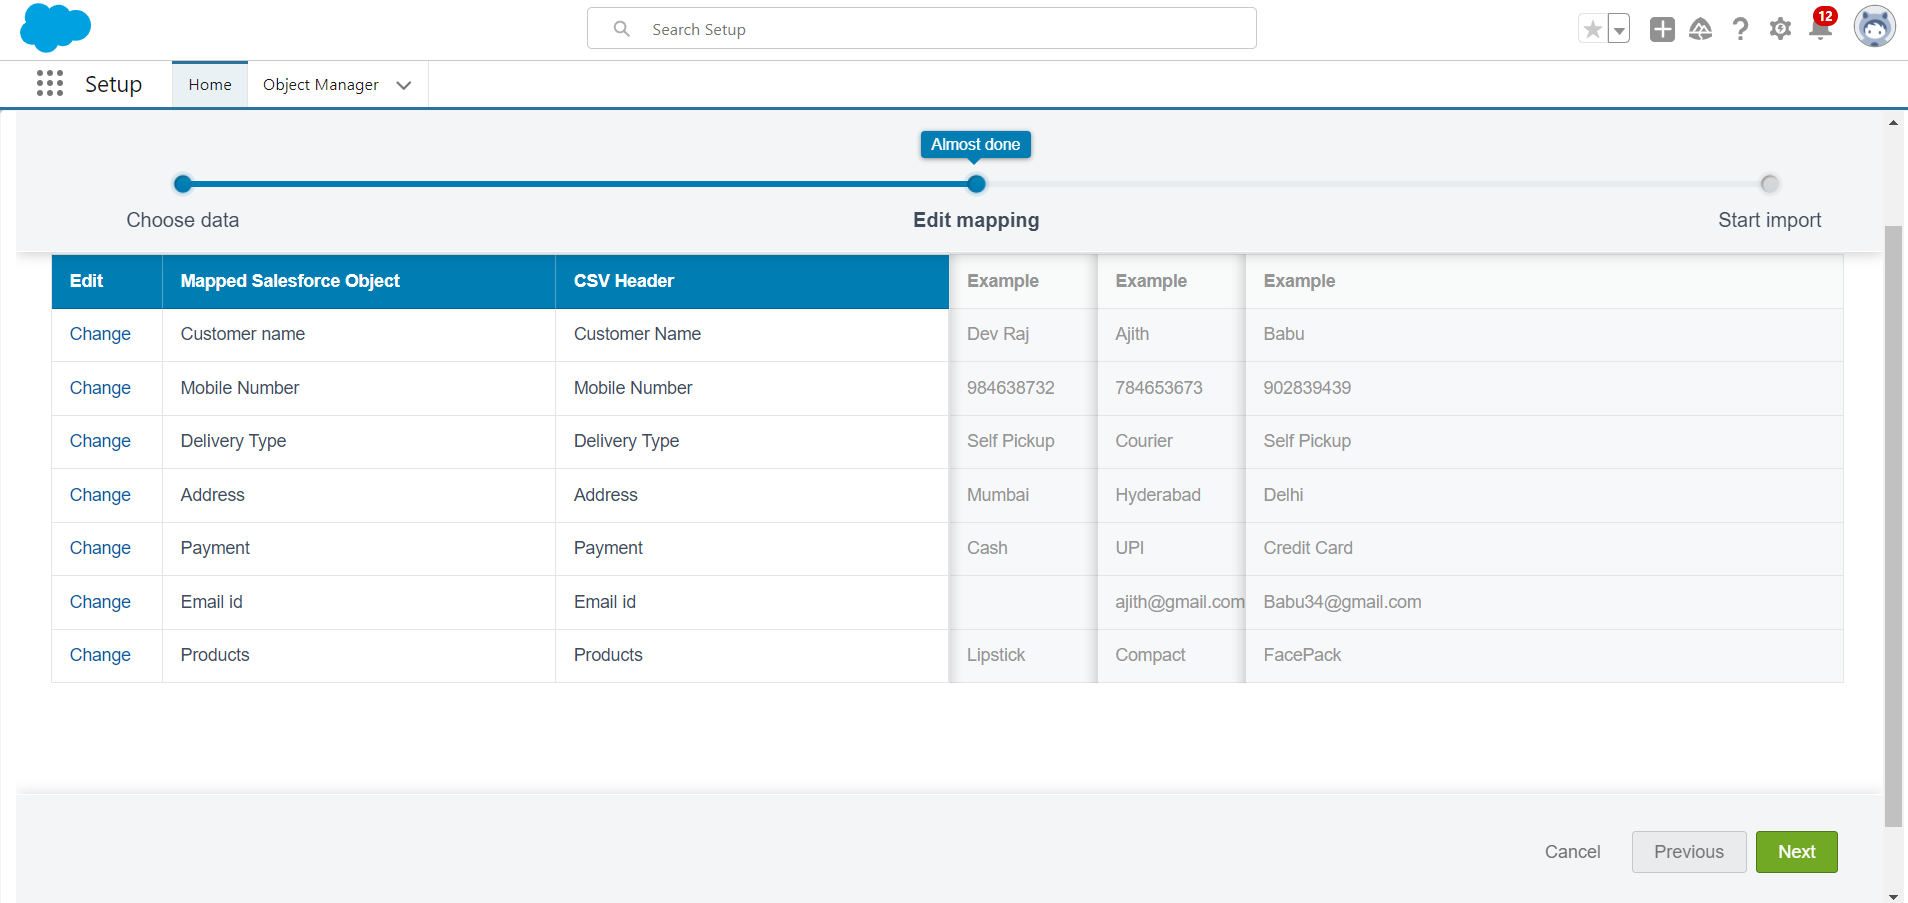 Search Setup
12
Setup Home Object Manager
Almost done
Choose data Edit mapping Start import
Edit Mapped Salesforce Object CSV Header Example Example Example
Change Customer name Customer Name Dev Raj Ajith Babu
Change Mobile Number Mobile Number 984638732 784653673 902839439
Change Delivery Type Delivery Type Self Pickup Courier Self Pickup
Change Address Address Mumbai Hyderabad Delhi
Change Payment Payment Cash UPI Credit Card
Change Email id Email id ajith@gmail.com Babu34@gmail.com
Change Products Products Lipstick Compact FacePack
Cancel Previous Next